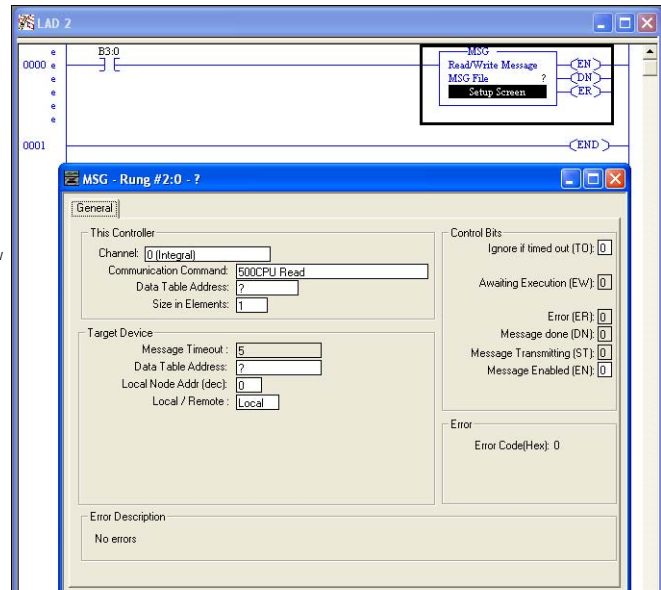 LAD 2
e
B3:0
MSG
0000 e
Read/Write Message
EN
e
MSG File ?
DN
e
Setup Screen
ER
e
e
0001
END
MSG - Rung #2:0 - ?
General
This Controller
Channel: 0 (Integral)
Communication Command: 500CPU Read
Data Table Address: ?
Size in Elements: 1
Target Device
Message Timeout : 5
Data Table Address: ?
Local Node Addr (dec): 0
Local / Remote : Local
Control Bits
Ignore if timed out (TO): 0
Awaiting Execution (EW): 0
Error (ER): 0
Message done (DN): 0
Message Transmitting (ST): 0
Message Enabled (EN): 0
Error
Error Code(Hex): 0
Error Description
No errors